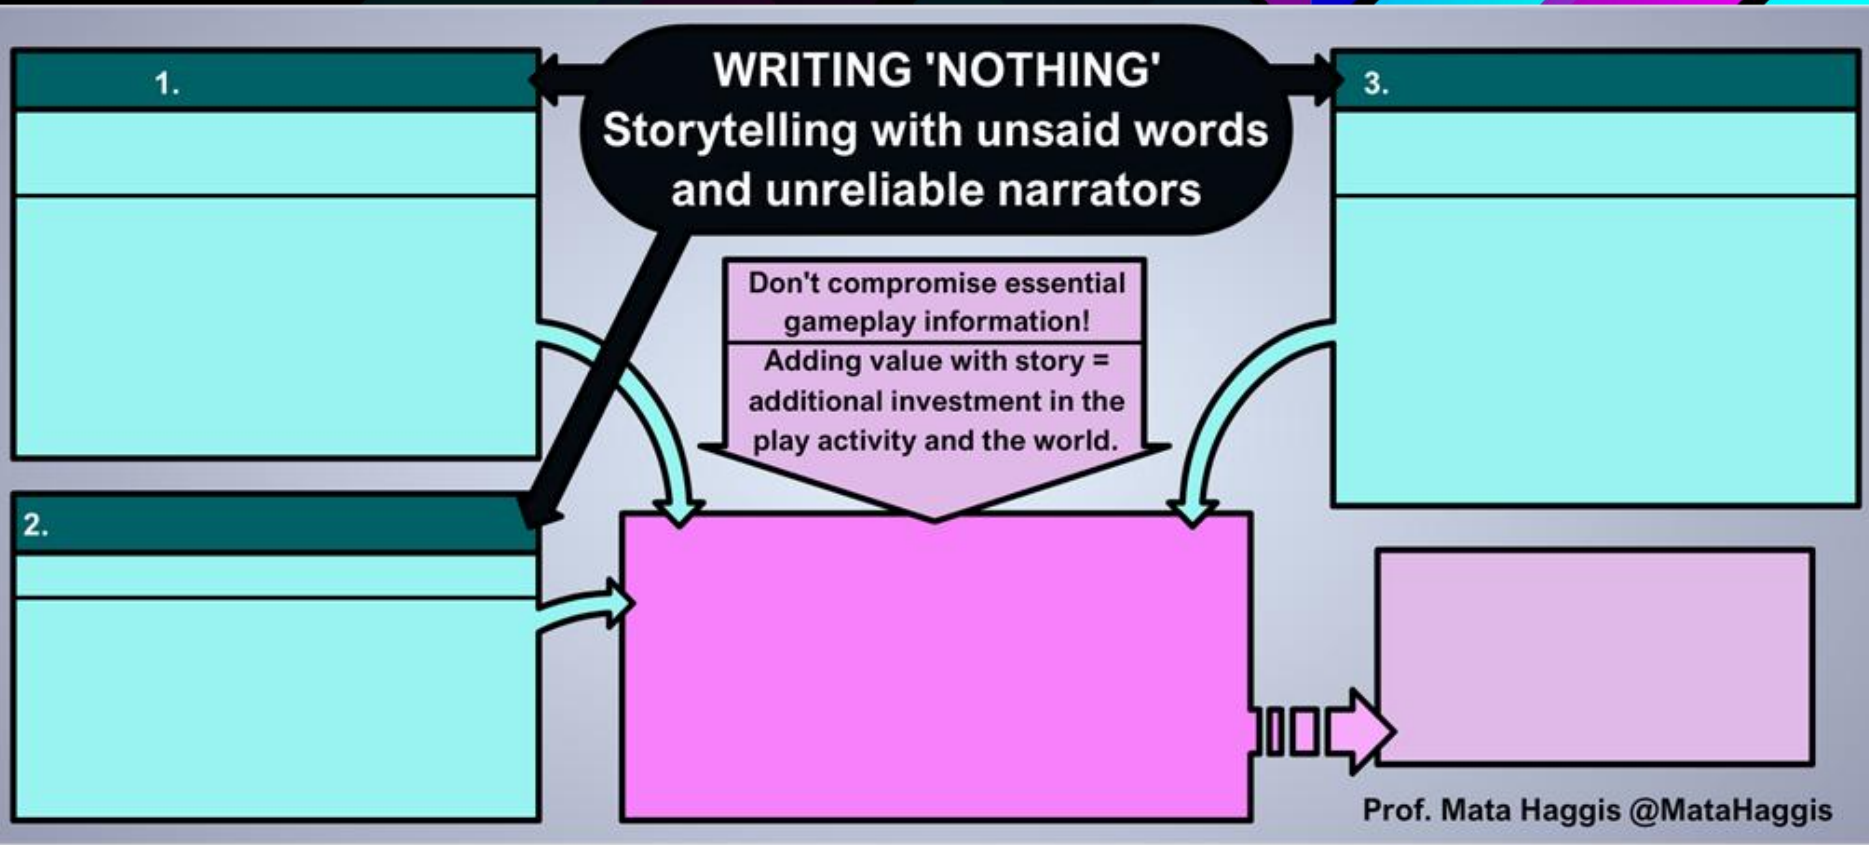 WRITING 'NOTHING'
Storytelling with unsaid words
and unreliable narrators
1.
2.
3.
Don't compromise essential
gameplay information!
Adding value with story =
additional investment in the
play activity and the world.
Prof. Mata Haggis @MataHaggis